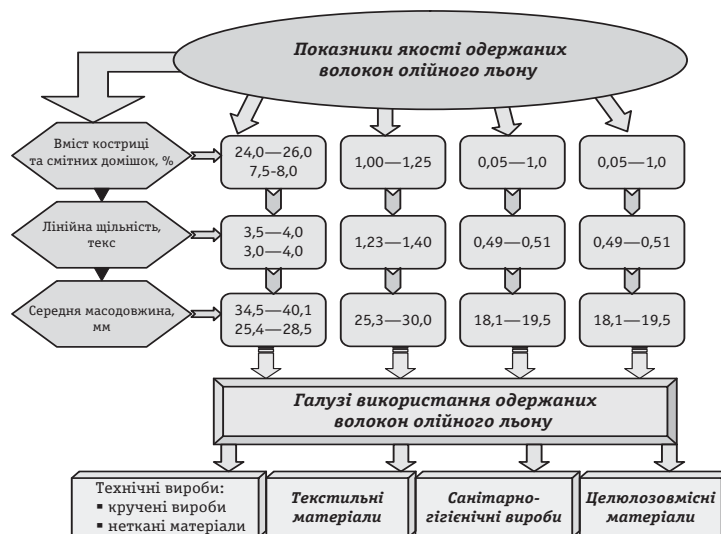 Показники якості одержаних
волокон олійного льону
Вміст костриці
та смітних домішок, %
24,0—26,0
7,5-8,0
1,00—1,25
0,05—1,0
0,05—1,0
Лінійна щільність,
текс
3,5—4,0
3,0—4,0
1,23—1,40
0,49—0,51
0,49—0,51
Середня масодовжина,
мм
34,5—40,1
25,4—28,5
25,3—30,0
18,1—19,5
18,1—19,5
Галузі використання одержаних
волокон олійного льону
Технічні вироби:
▪ кручені вироби
▪ неткані матеріали
Текстильні
матеріали
Санітарно-
гігієнічні вироби
Целюлозовмісні
матеріали